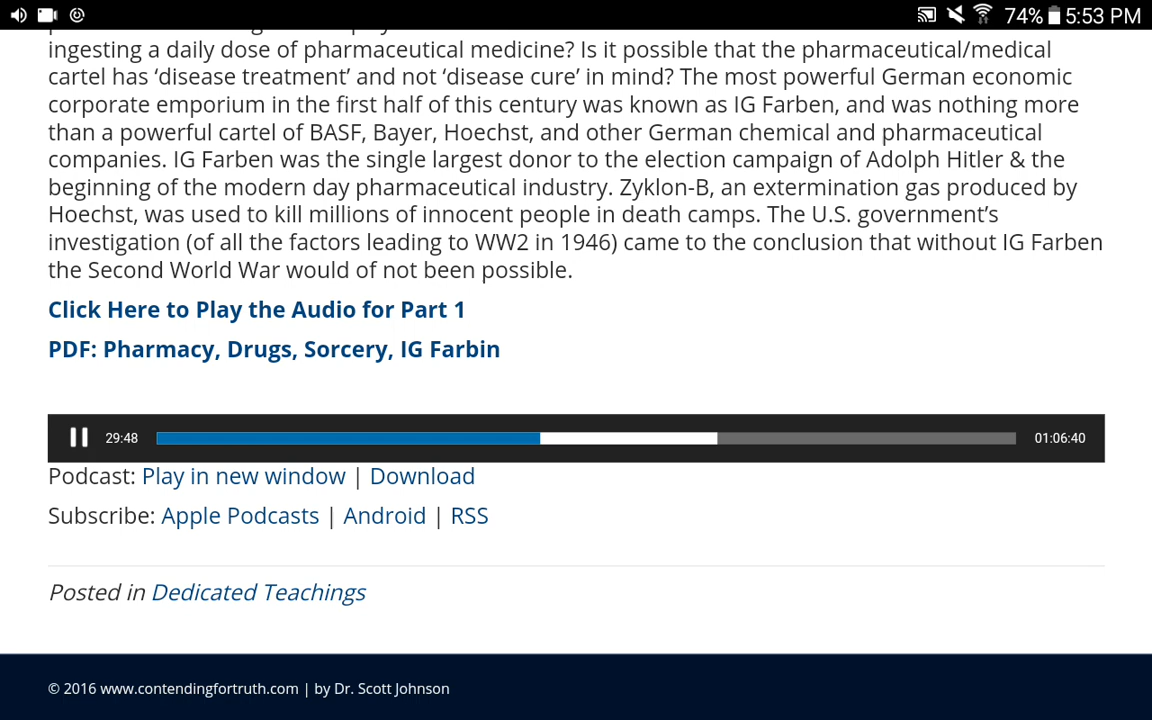 74% 5:53 PM
ingesting a daily dose of pharmaceutical medicine? Is it possible that the pharmaceutical/medical
cartel has ‘disease treatment’ and not ‘disease cure’ in mind? The most powerful German economic
corporate emporium in the first half of this century was known as IG Farben, and was nothing more
than a powerful cartel of BASF, Bayer, Hoechst, and other German chemical and pharmaceutical
companies. IG Farben was the single largest donor to the election campaign of Adolph Hitler & the
beginning of the modern day pharmaceutical industry. Zyklon-B, an extermination gas produced by
Hoechst, was used to kill millions of innocent people in death camps. The U.S. government’s
investigation (of all the factors leading to WW2 in 1946) came to the conclusion that without IG Farben
the Second World War would of not been possible.
Click Here to Play the Audio for Part 1
PDF: Pharmacy, Drugs, Sorcery, IG Farbin
29:48 01:06:40
Podcast: Play in new window | Download
Subscribe: Apple Podcasts | Android | RSS
Posted in Dedicated Teachings
© 2016 www.contendingfortruth.com | by Dr. Scott Johnson